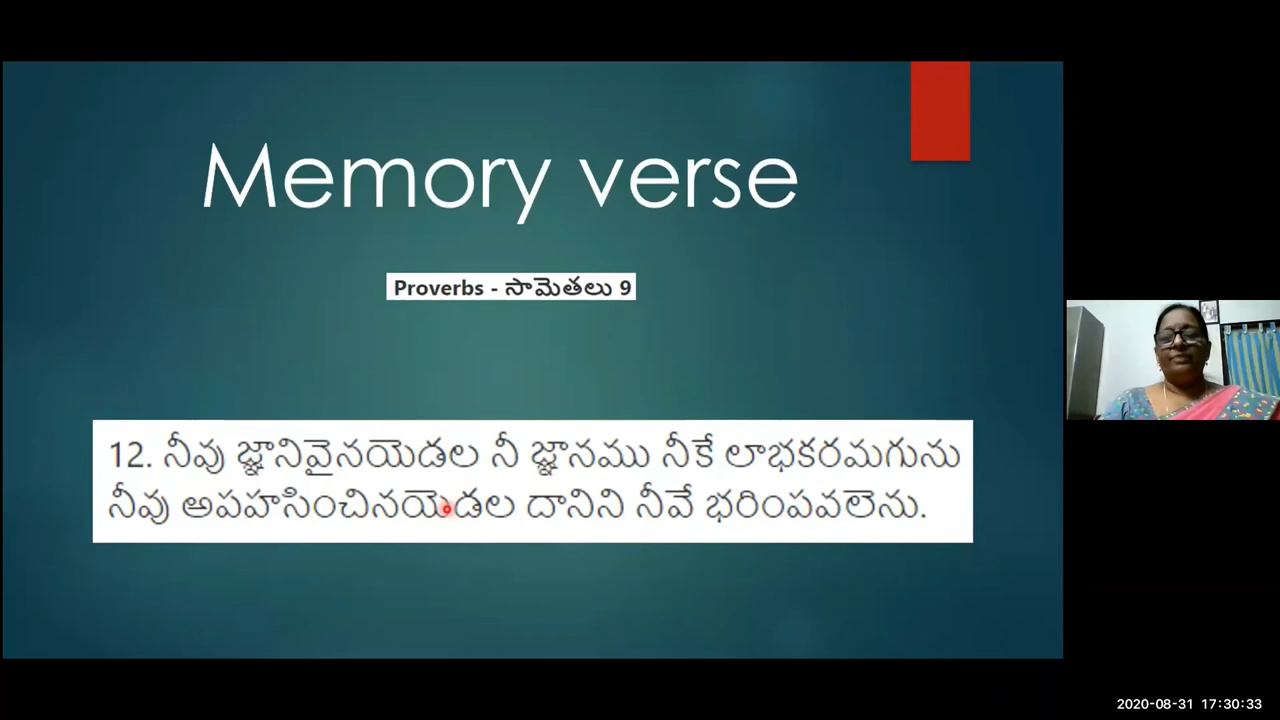 Memory verse
Proverbs - సామెతలు 9
12. నీవు జ్ఞానివైనయెడల నీ జ్ఞానము నీకే లాభకరమగును
నీవు అపహసించినయెడల దానిని నీవే భరింపవలెను.
2020-08-31 17:30:33